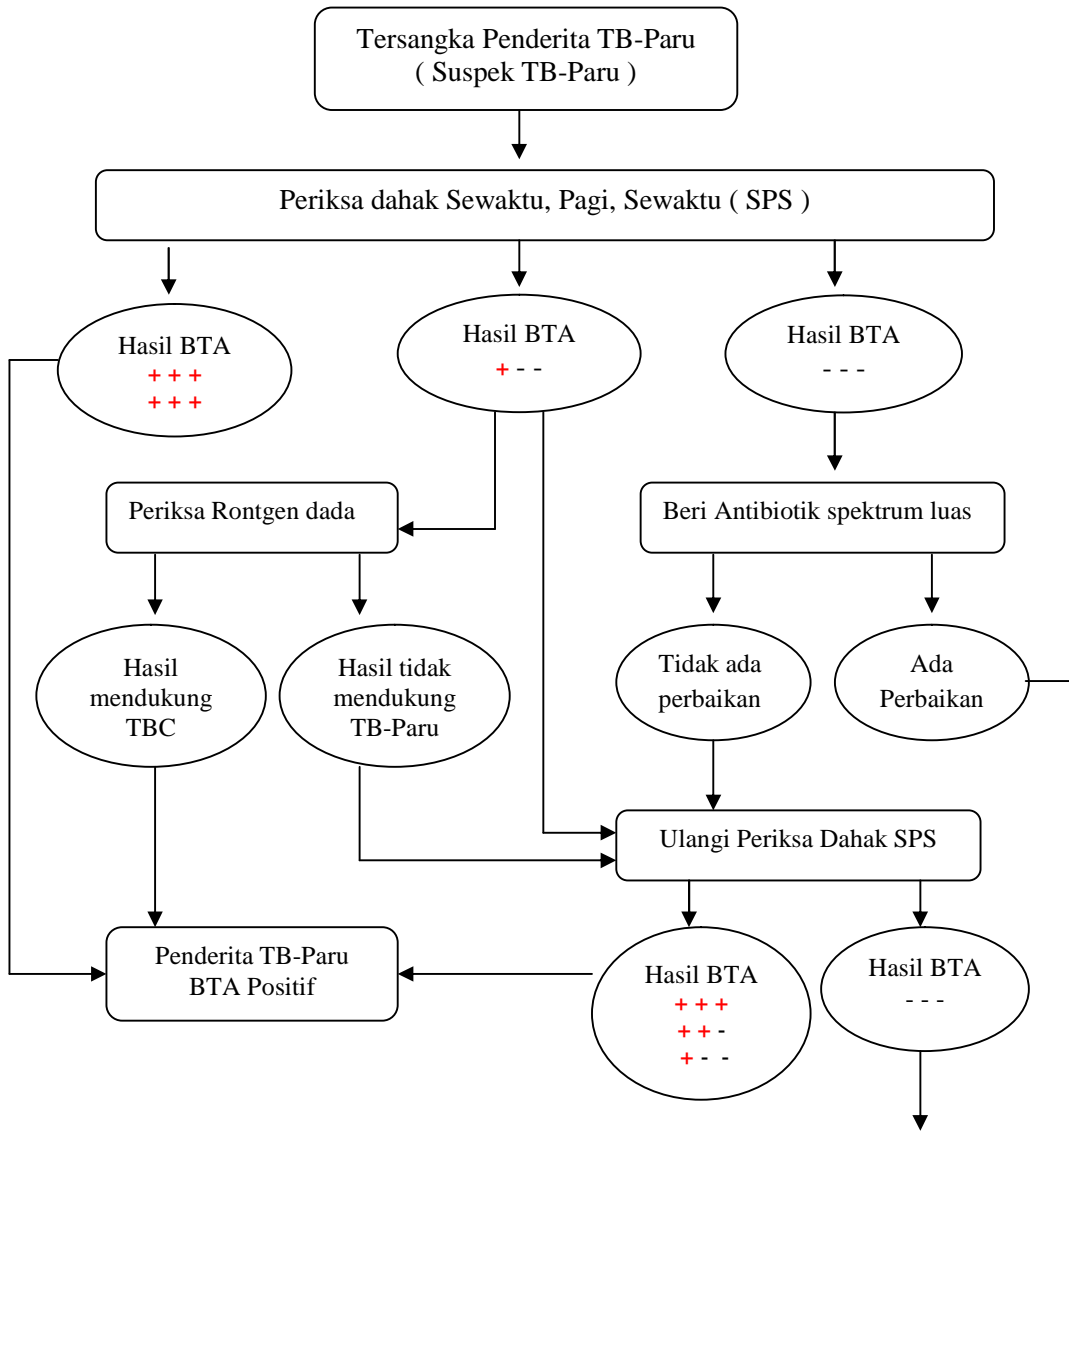 Tersangka Penderita TB-Paru
( Suspek TB-Paru )
Periksa dahak Sewaktu, Pagi, Sewaktu ( SPS )
Hasil BTA
+ + +
+ + +
Hasil BTA
+ - -
Hasil BTA
- - -
Periksa Rontgen dada
Beri Antibiotik spektrum luas
Hasil
mendukung
TBC
Hasil tidak
mendukung
TB-Paru
Tidak ada
perbaikan
Ada
Perbaikan
Ulangi Periksa Dahak SPS
Penderita TB-Paru
BTA Positif
Hasil BTA
+ + +
+ + -
+ - -
Hasil BTA
- - -